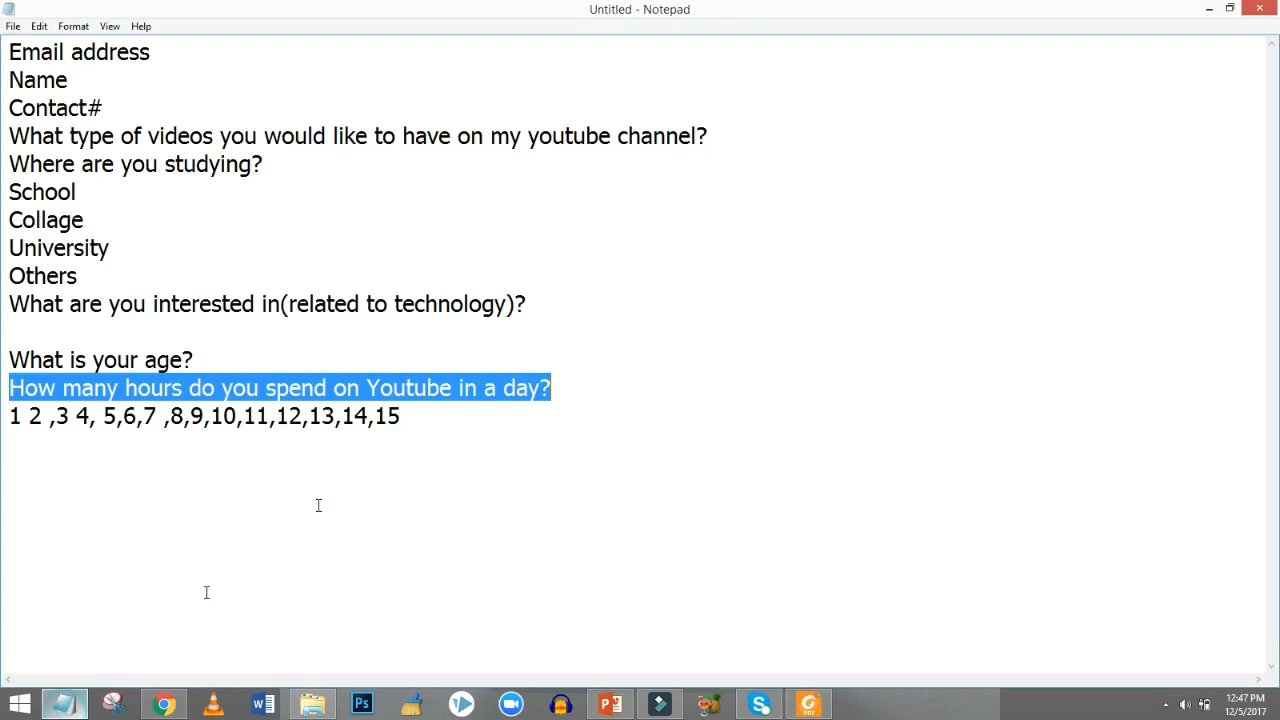 Untitled - Notepad
File Edit Format View Help
Email address
Name
Contact#
What type of videos you would like to have on my youtube channel?
Where are you studying?
School
Collage
University
Others
What are you interested in(related to technology)?
What is your age?
How many hours do you spend on Youtube in a day?
1 2 ,3 4, 5,6,7 ,8,9,10,11,12,13,14,15
12:47 PM
12/5/2017